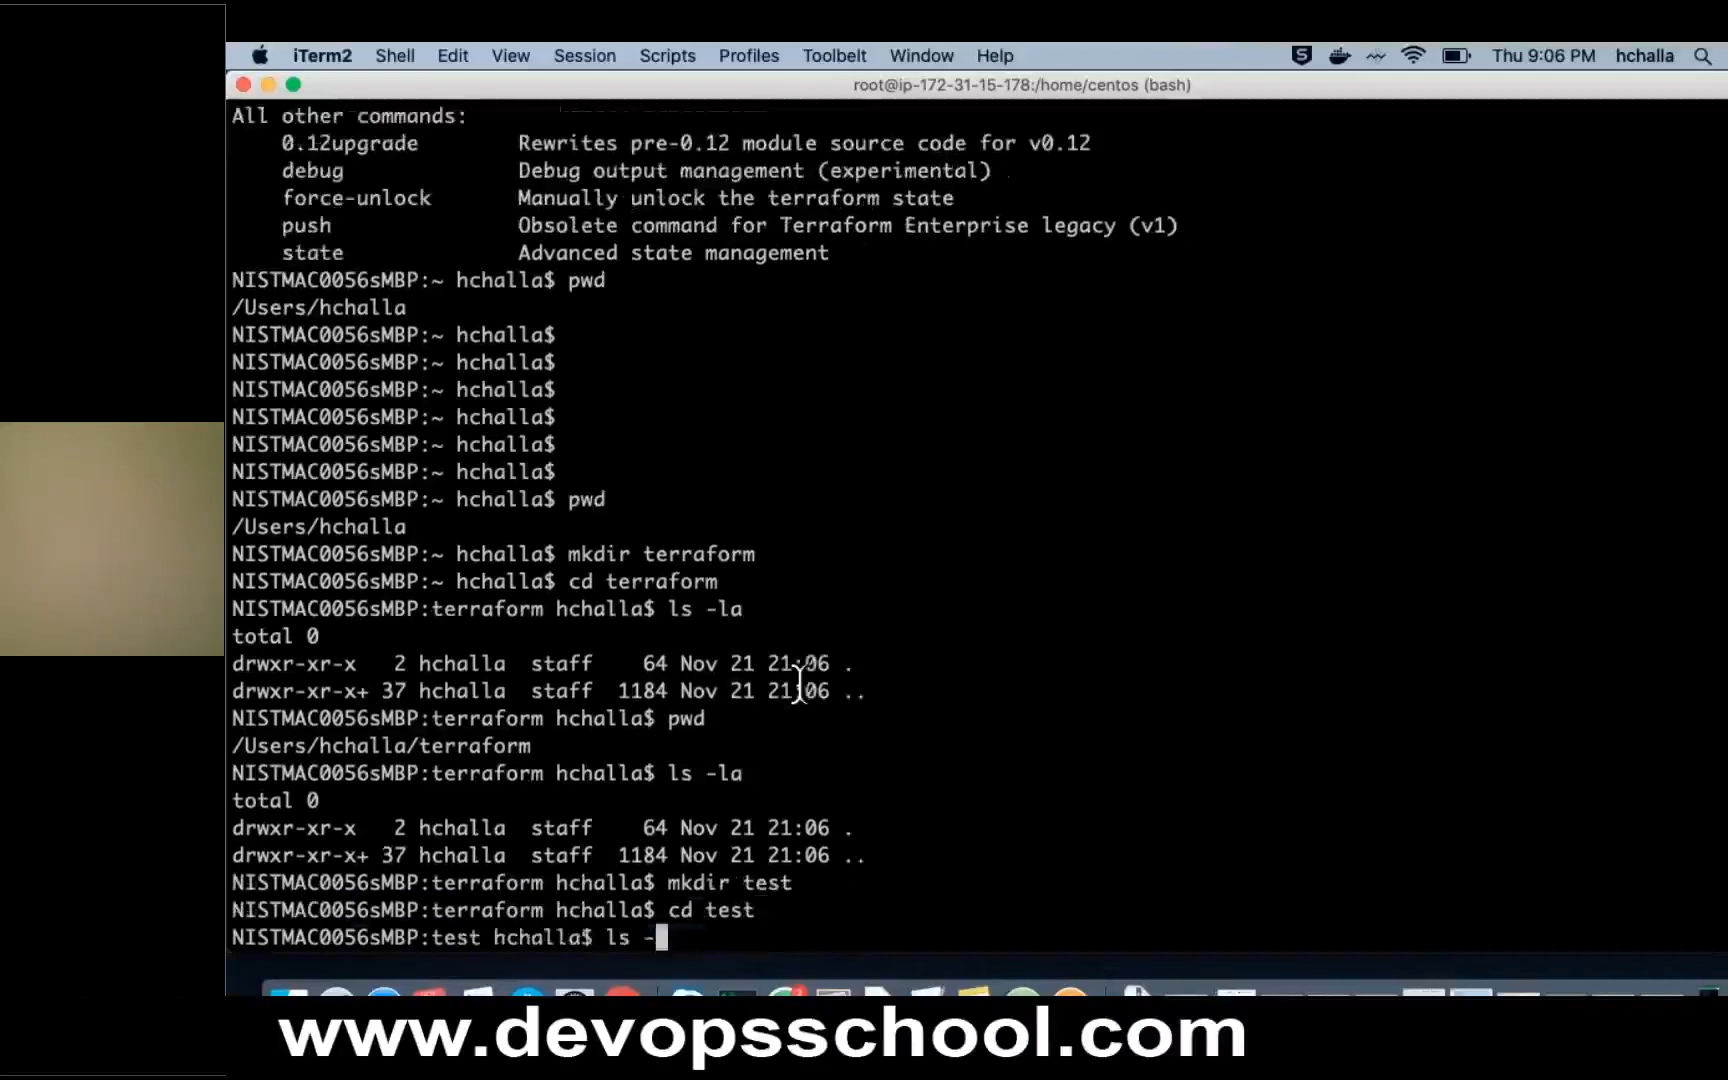 iTerm2 Shell Edit View Session Scripts Profiles Toolbelt Window Help Thu 9:06 PM hchalla
root@ip-172-31-15-178:/home/centos (bash)
All other commands:
0.12upgrade Rewrites pre-0.12 module source code for v0.12
debug Debug output management (experimental)
force-unlock Manually unlock the terraform state
push Obsolete command for Terraform Enterprise legacy (v1)
state Advanced state management
NISTMAC0056sMBP:~ hchalla$ pwd
/Users/hchalla
NISTMAC0056sMBP:~ hchalla$
NISTMAC0056sMBP:~ hchalla$
NISTMAC0056sMBP:~ hchalla$
NISTMAC0056sMBP:~ hchalla$
NISTMAC0056sMBP:~ hchalla$
NISTMAC0056sMBP:~ hchalla$
NISTMAC0056sMBP:~ hchalla$ pwd
/Users/hchalla
NISTMAC0056sMBP:~ hchalla$ mkdir terraform
NISTMAC0056sMBP:~ hchalla$ cd terraform
NISTMAC0056sMBP:terraform hchalla$ ls -la
total 0
drwxr-xr-x 2 hchalla staff 64 Nov 21 21:06 .
drwxr-xr-x+ 37 hchalla staff 1184 Nov 21 21:06 ..
NISTMAC0056sMBP:terraform hchalla$ pwd
/Users/hchalla/terraform
NISTMAC0056sMBP:terraform hchalla$ ls -la
total 0
drwxr-xr-x 2 hchalla staff 64 Nov 21 21:06 .
drwxr-xr-x+ 37 hchalla staff 1184 Nov 21 21:06 ..
NISTMAC0056sMBP:terraform hchalla$ mkdir test
NISTMAC0056sMBP:terraform hchalla$ cd test
NISTMAC0056sMBP:test hchalla$ ls -
www.devopsschool.com